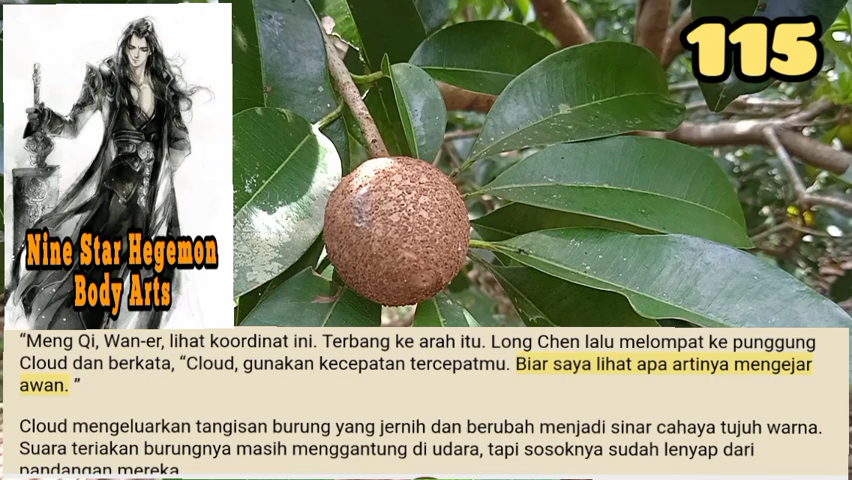 115
Nine Star Hegemon
Body Arts
“Meng Qi, Wan-er, lihat koordinat ini. Terbang ke arah itu. Long Chen lalu melompat ke punggung
Cloud dan berkata, “Cloud, gunakan kecepatan tercepatmu. Biar saya lihat apa artinya mengejar
awan. ”
Cloud mengeluarkan tangisan burung yang jernih dan berubah menjadi sinar cahaya tujuh warna.
Suara teriakan burungnya masih menggantung di udara, tapi sosoknya sudah lenyap dari
pandangan mereka